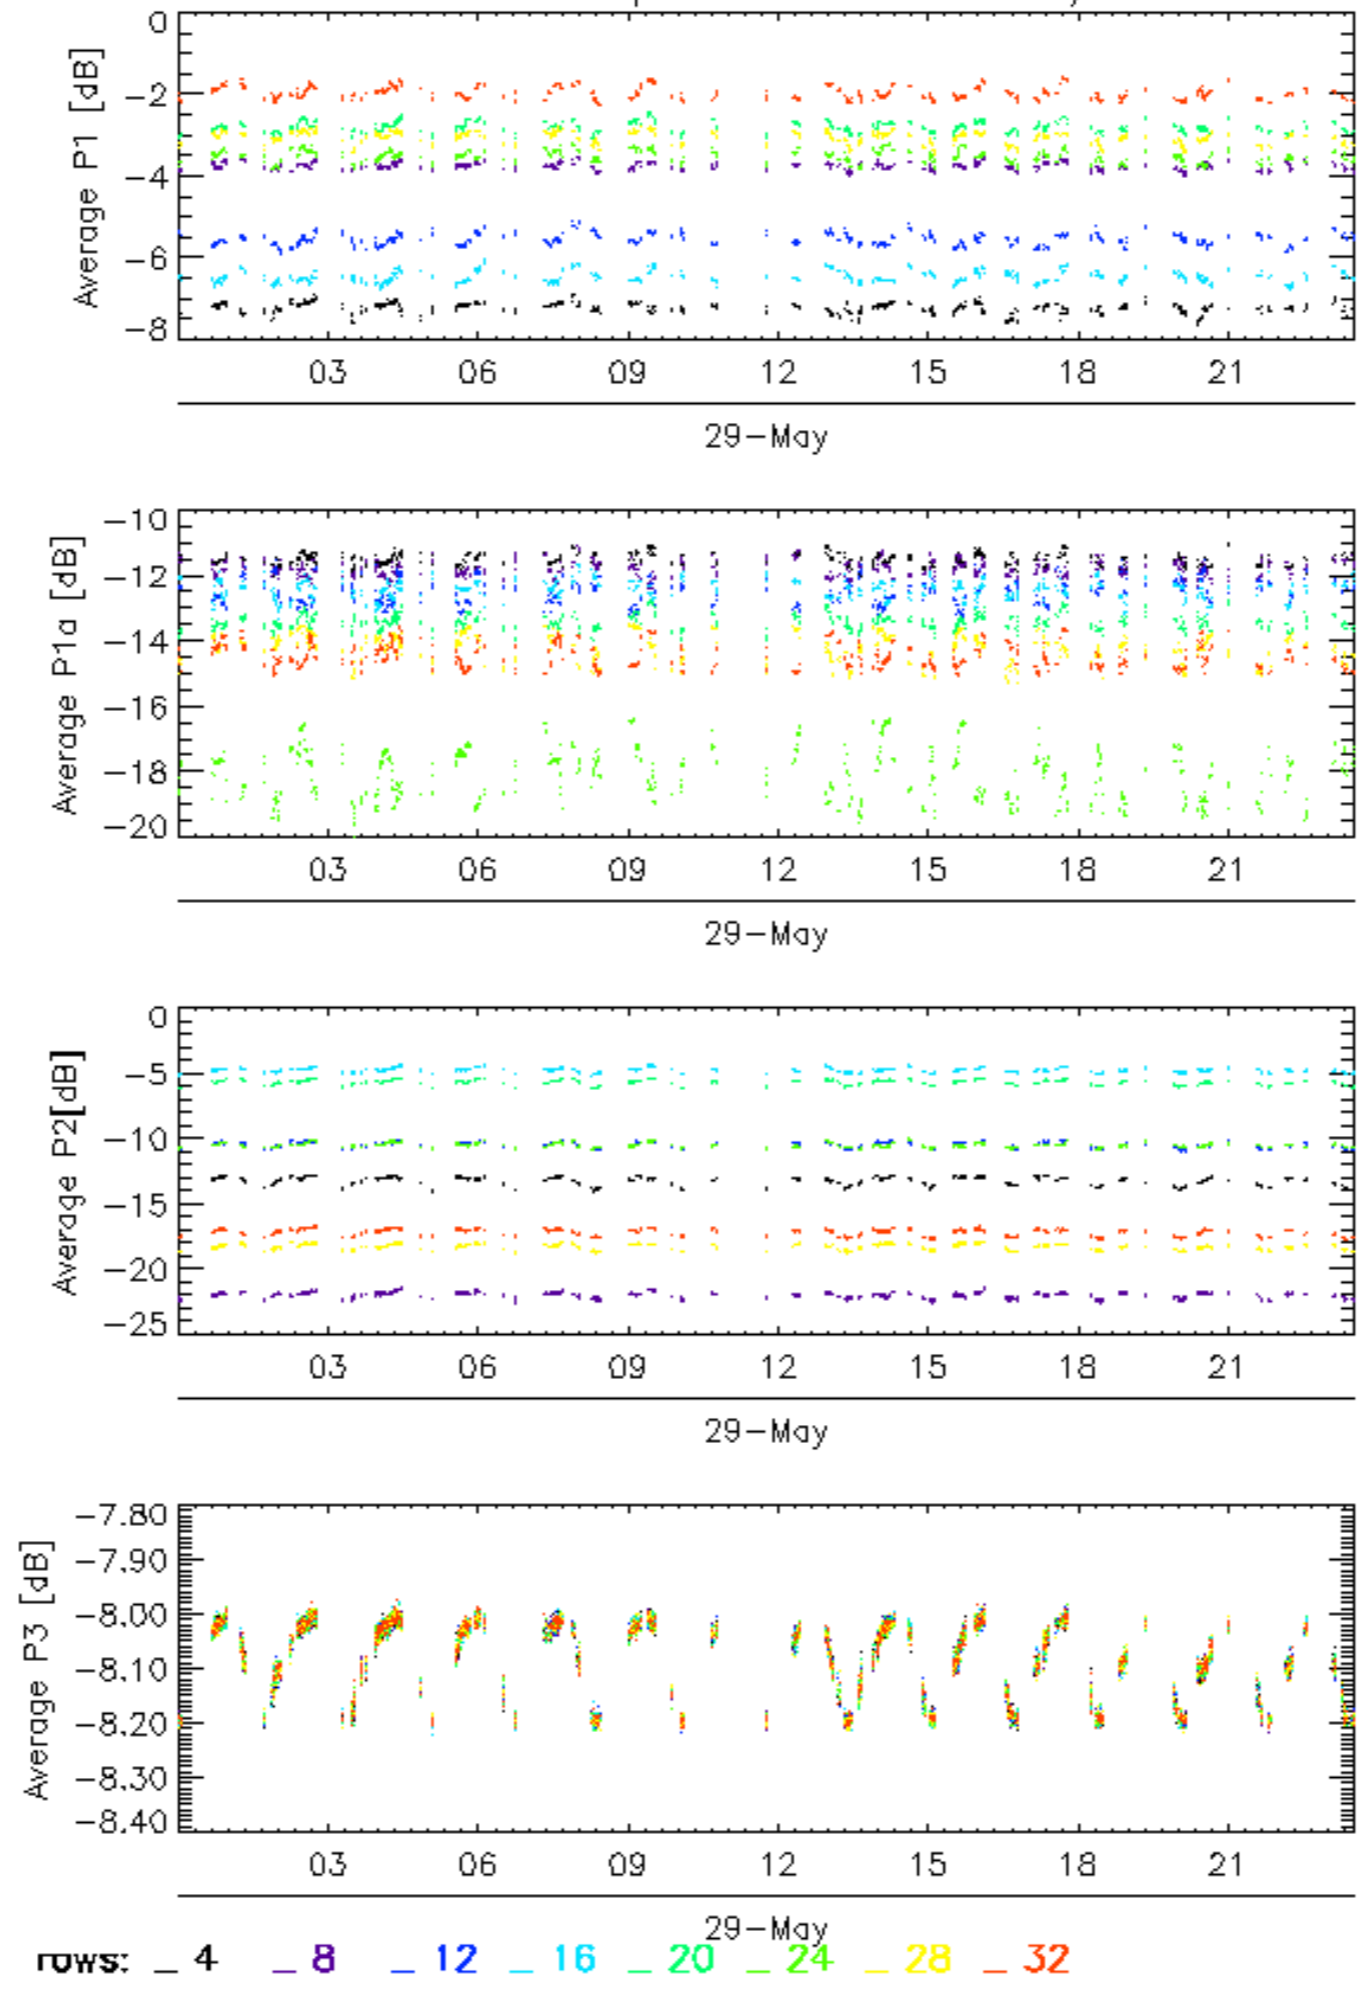 0
-2
-4
-6
-8
Average P1 [dB]
03 06 09 12 15 18 21
29-May
-10
-12
-14
-16
-18
-20
Average P1a [dB]
03 06 09 12 15 18 21
29-May
0
-5
-10
-15
-20
-25
Average P2[dB]
03 06 09 12 15 18 21
29-May
-7.80
-7.90
-8.00
-8.10
-8.20
-8.30
-8.40
Average P3 [dB]
03 06 09 12 15 18 21
29-May
rows: _ 4 _ 8 _ 12 _ 16 _ 20 _ 24 _ 28 _ 32